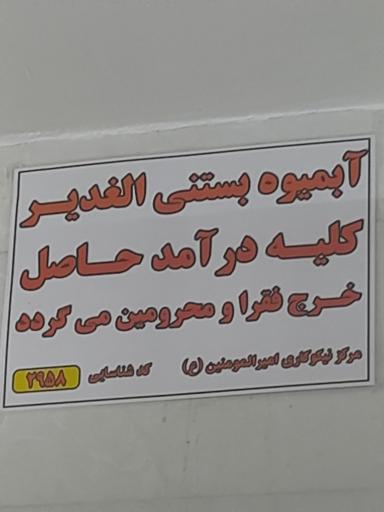 آبمیوه بستنی الغدیر
کلیه درآمد حاصل
خرج فقرا و محرومین می گردد
مرکز نیکوکاری امیرالمومنین (ع) کد شناسایی ۲۹۵۸